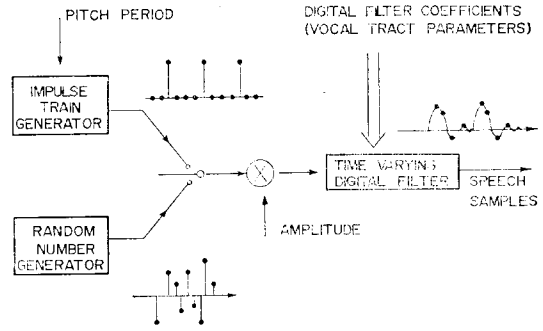 PITCH PERIOD
DIGITAL FILTER COEFFICIENTS
(VOCAL TRACT PARAMETERS)
IMPULSE
TRAIN
GENERATOR
X
TIME VARYING
DIGITAL FILTER
SPEECH
SAMPLES
AMPLITUDE
RANDOM
NUMBER
GENERATOR